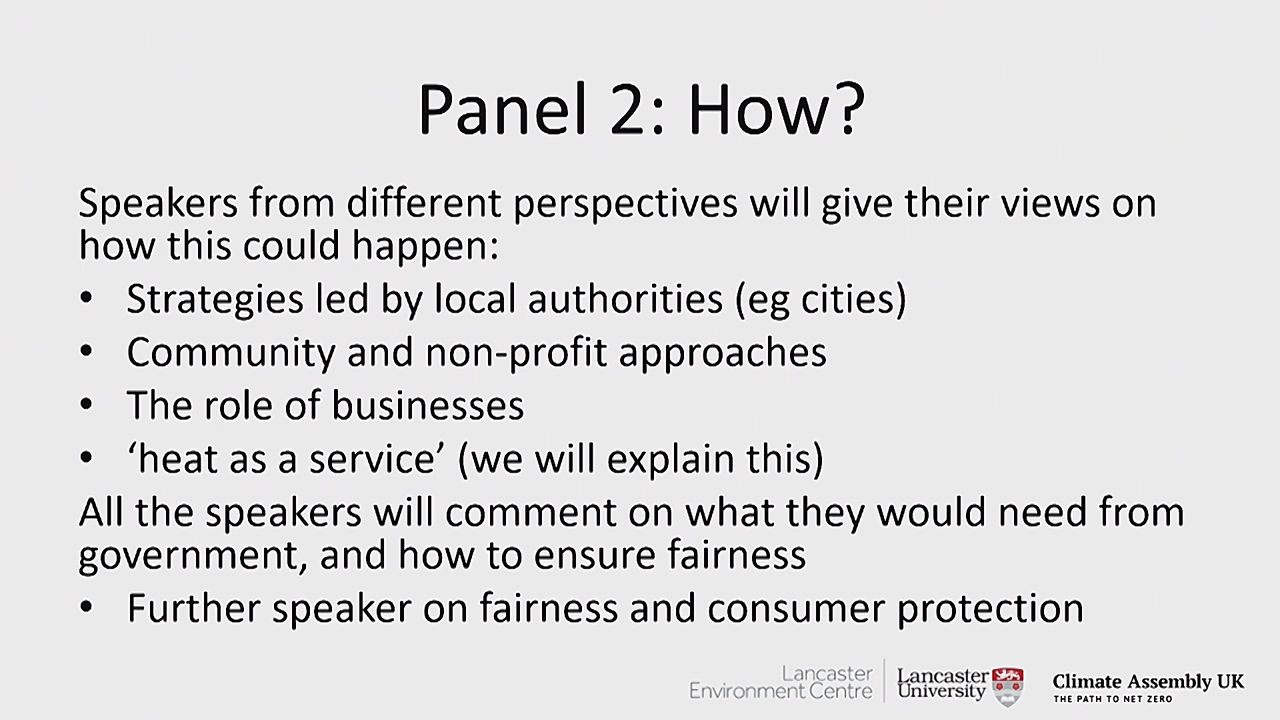 Panel 2: How?
Speakers from different perspectives will give their views on
how this could happen:
• Strategies led by local authorities (eg cities)
• Community and non-profit approaches
• The role of businesses
• ‘heat as a service’ (we will explain this)
All the speakers will comment on what they would need from
government, and how to ensure fairness
• Further speaker on fairness and consumer protection
Lancaster
Environment Centre
Lancaster
University
Climate Assembly UK
THE PATH TO NET ZERO